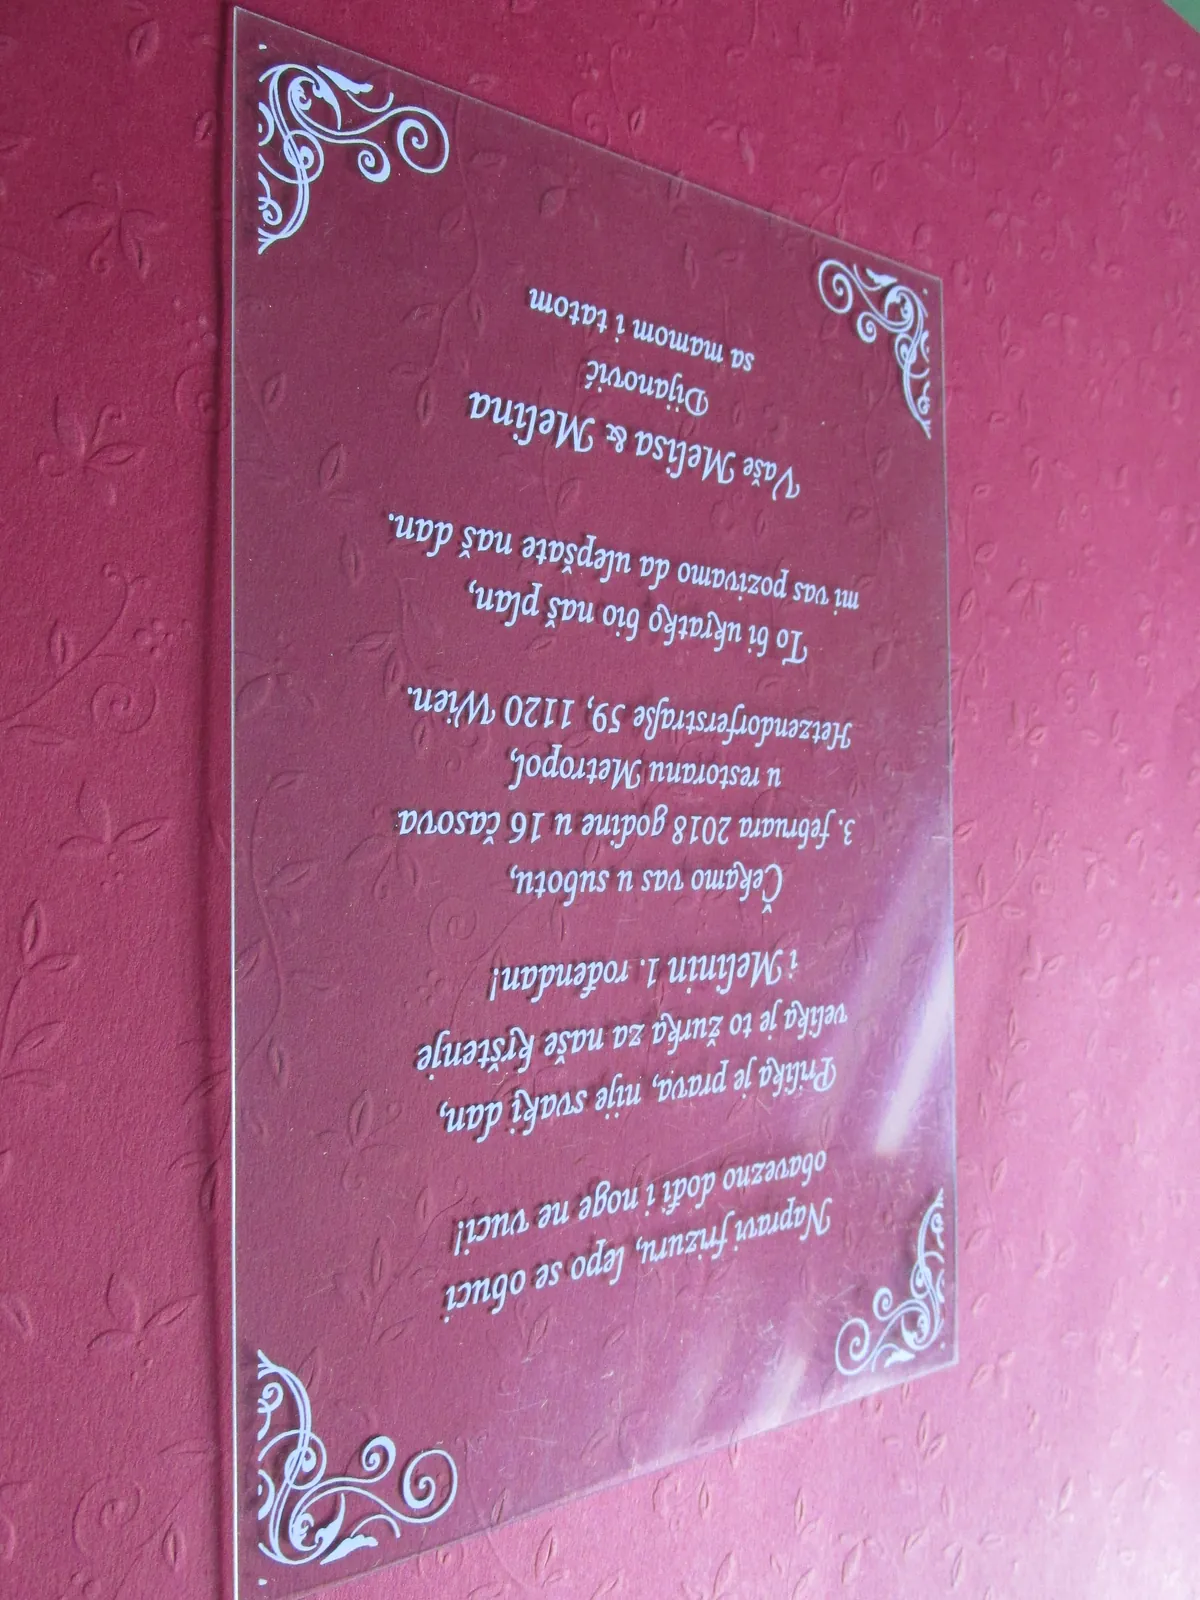 Napravi frizuru, lepo se obuci
obavezno dođi i noge ne vuci!
Prilika je prava, nije svaki dan,
velika je to žurka za naše krštenje
i Melinin 1. rođendan!
Čekamo vas u subotu,
3. februara 2018 godine u 16 časova
u restoranu Metropol,
Hetzendorferstraße 59, 1120 Wien.
To bi ukratko bio naš plan,
mi vas pozivamo da ulepšate naš dan.
Vaše Melisa & Melina
Dijanović
sa mamom i tatom